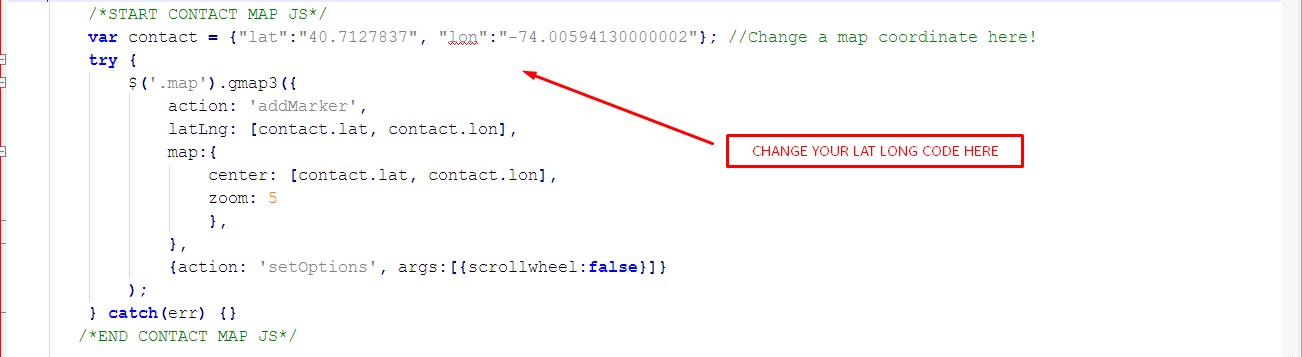 /*START CONTACT MAP JS*/
var contact = {"lat":"40.7127837", "lon":"-74.00594130000002"}; //Change a map coordinate here!
try {
$('.map').gmap3({
action: 'addMarker',
latLng: [contact.lat, contact.lon],
CHANGE YOUR LAT LONG CODE HERE
map:{
center: [contact.lat, contact.lon],
zoom: 5
},
},
{action: 'setOptions', args:[{scrollwheel:false}]}
);
} catch(err) {}
/*END CONTACT MAP JS*/